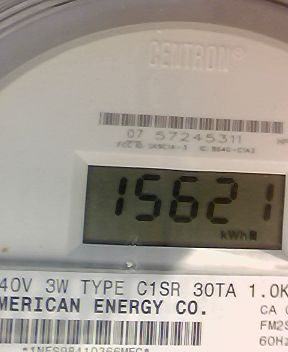 CENTRON®
07 57245311
15621
kWh
40V 3W TYPE C1SR 30TA 1.0K
MERICAN ENERGY CO.
CA
FM2S
60Hz